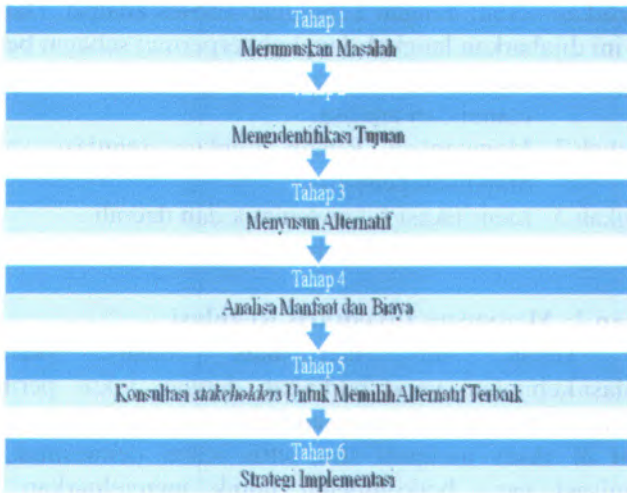 Tahap 1
Merumuskan Masalah
Mengidentifikasi Tujuan
Tahap 3
Menyusun Alternatif
Tahap 4
Analisa Manfaat dan Biaya
Tahap 5
Konsultasi stakeholders Untuk Memilih Alternatif Terbaik
Tahap 6
Strategi Implementasi